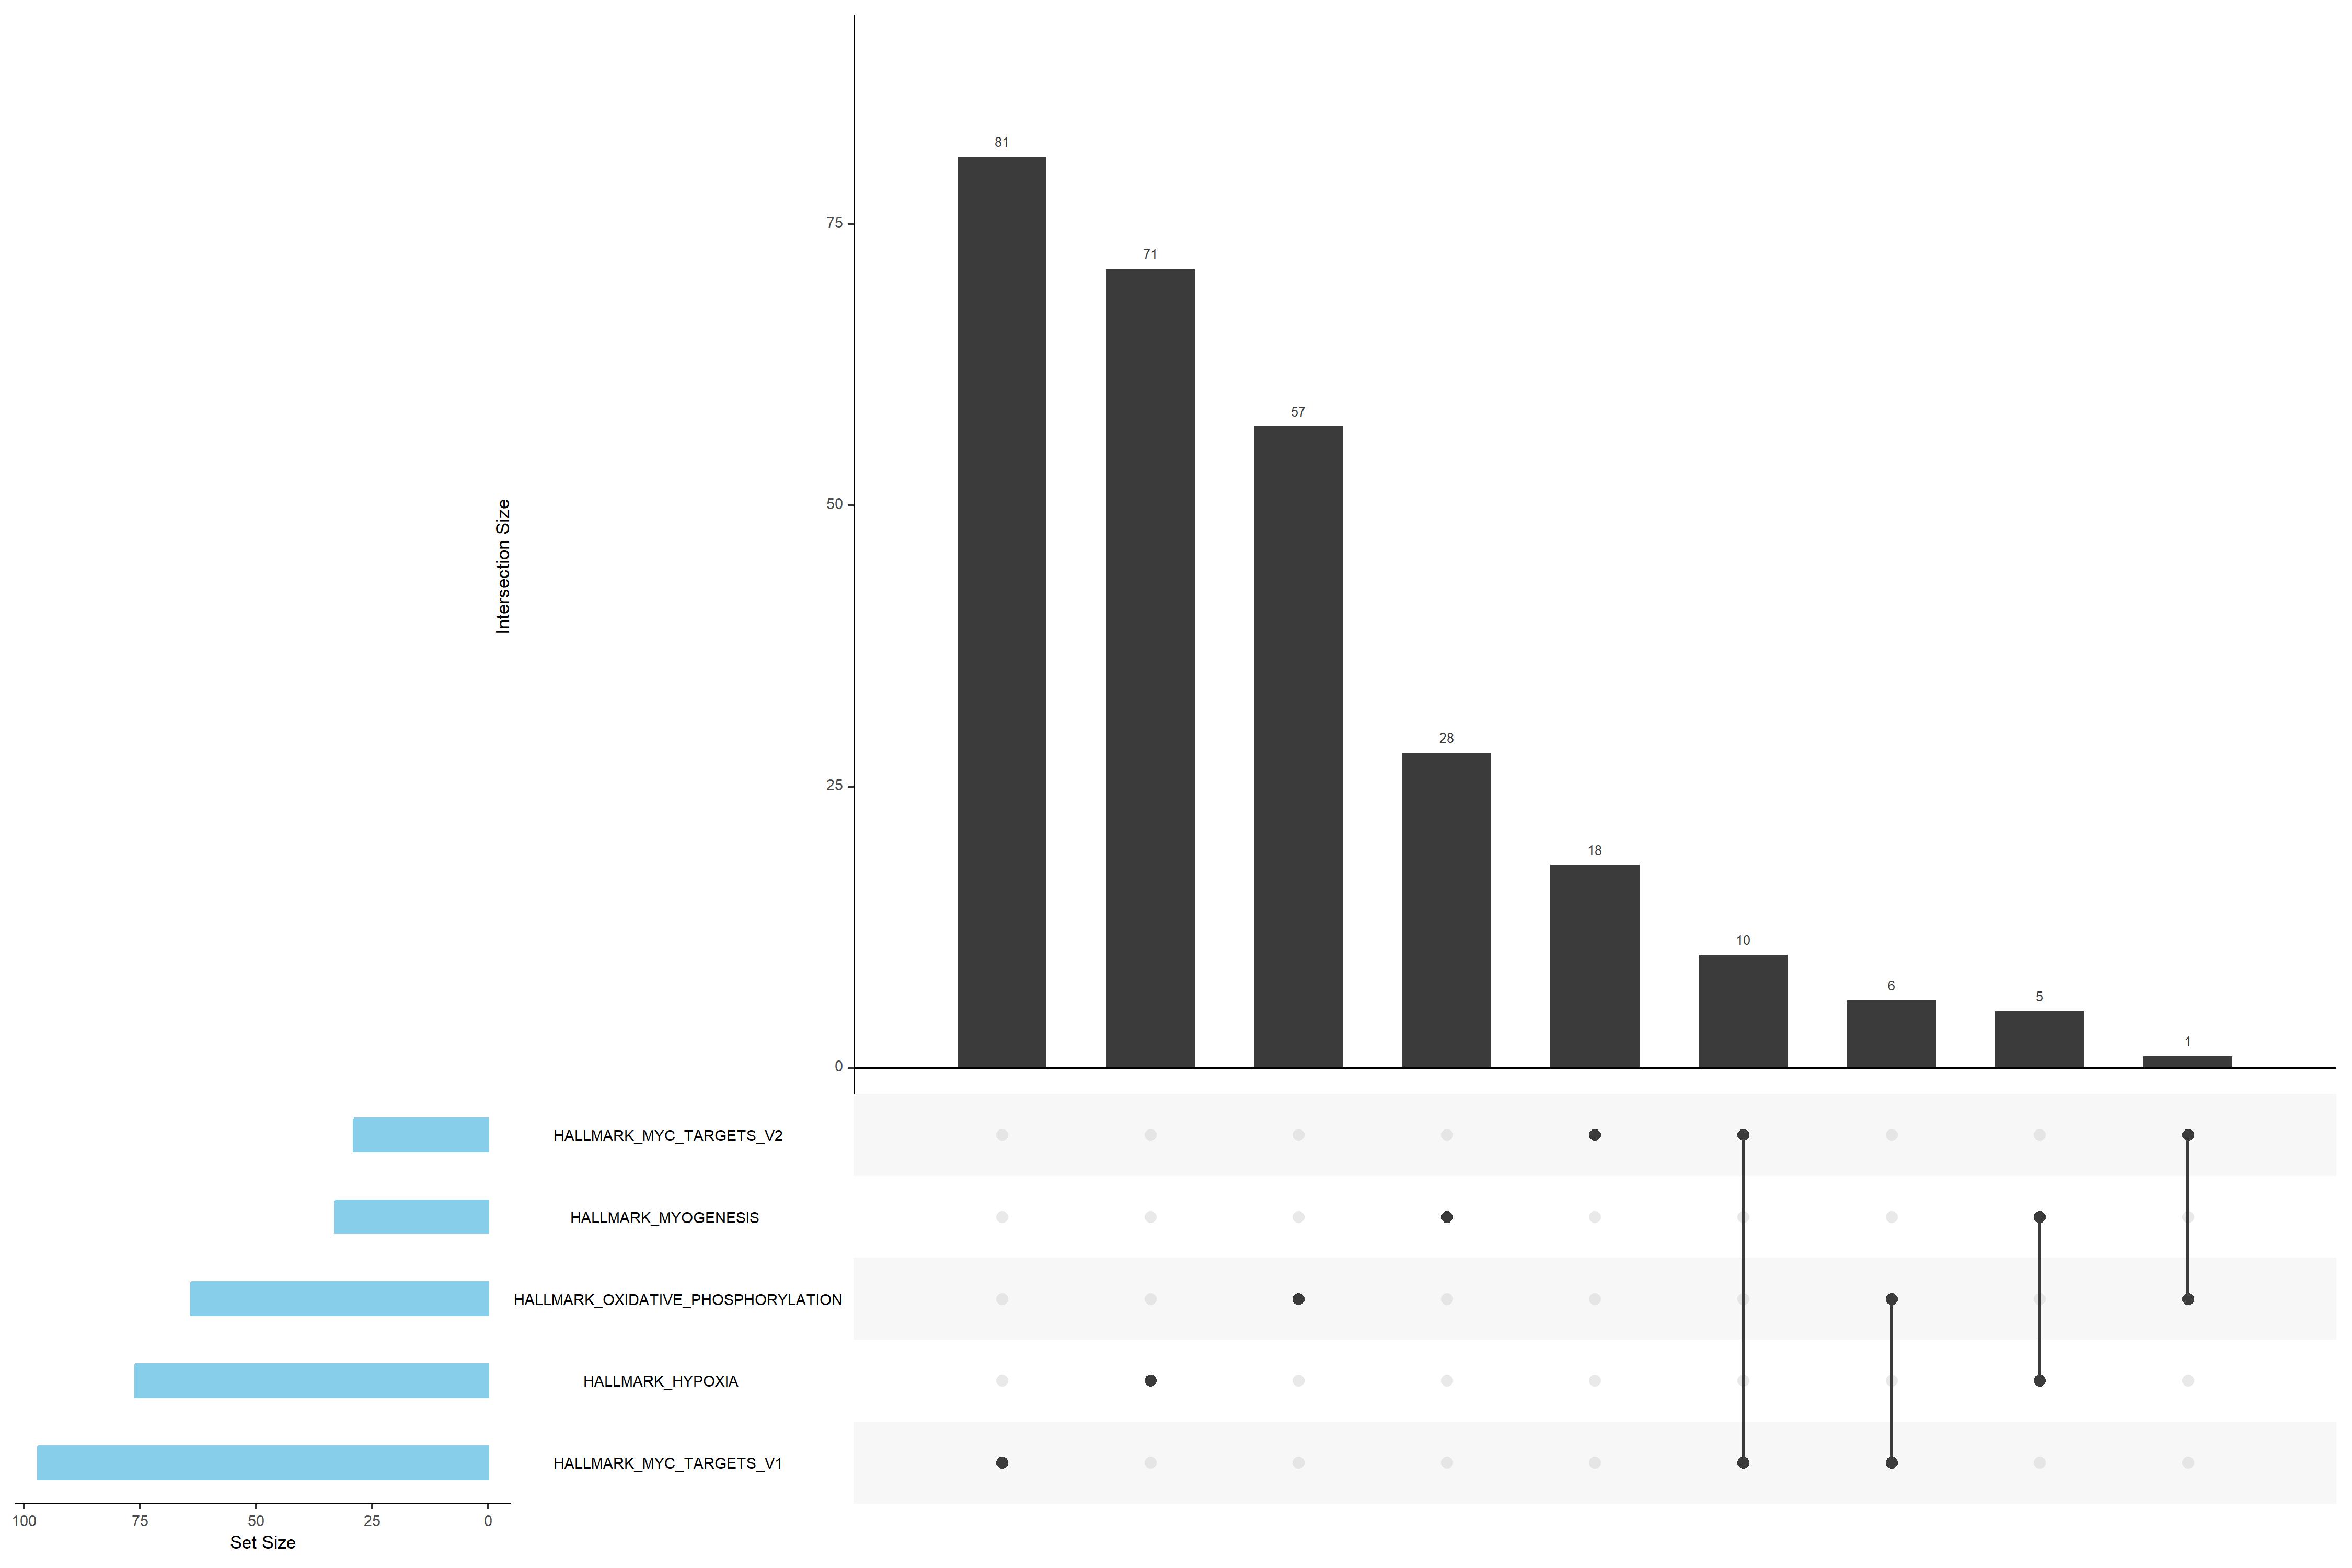 81
71
75
57
50
Intersection Size
28
25
18
10
6
5
1
0
HALLMARK_MYC_TARGETS_V2
HALLMARK_MYOGENESIS
HALLMARK_OXIDATIVE_PHOSPHORYLATION
HALLMARK_HYPOXIA
HALLMARK_MYC_TARGETS_V1
100 75 50 25 0
Set Size